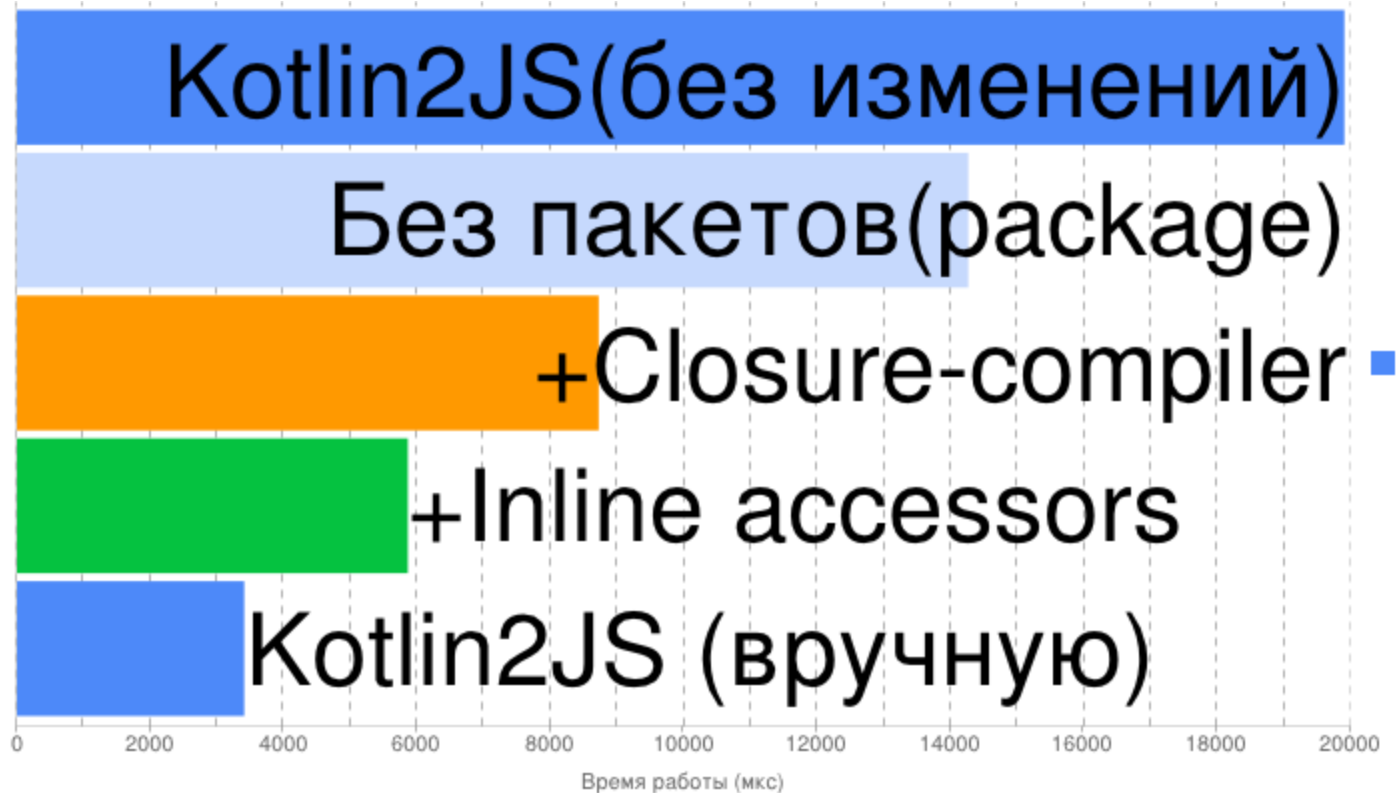 Kotlin2JS(без изменений)
Без пакетов(package)
+Closure-compiler
+Inline accessors
Kotlin2JS (вручную)
0 2000 4000 6000 8000 10000 12000 14000 16000 18000 20000
Время работы (мкс)